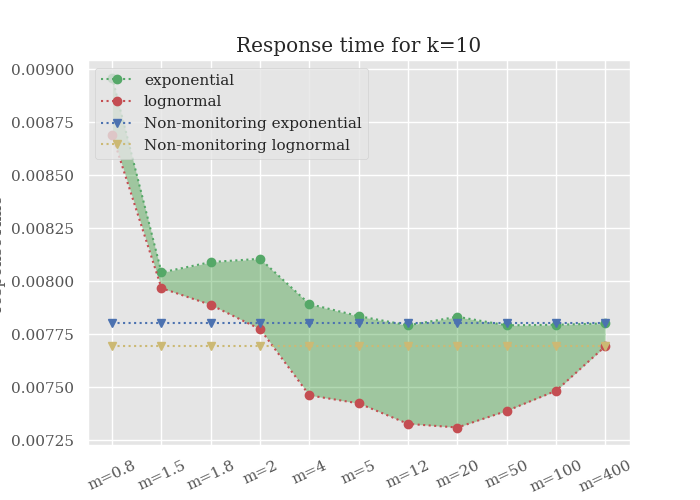 Response time for k=10
0.00900
0.00875
0.00850
0.00825
0.00800
0.00775
0.00750
0.00725
exponential
lognormal
Non-monitoring exponential
Non-monitoring lognormal
m=0.8
m=1.5
m=1.8
m=2
m=4
m=5
m=12
m=20
m=50
m=100
m=400